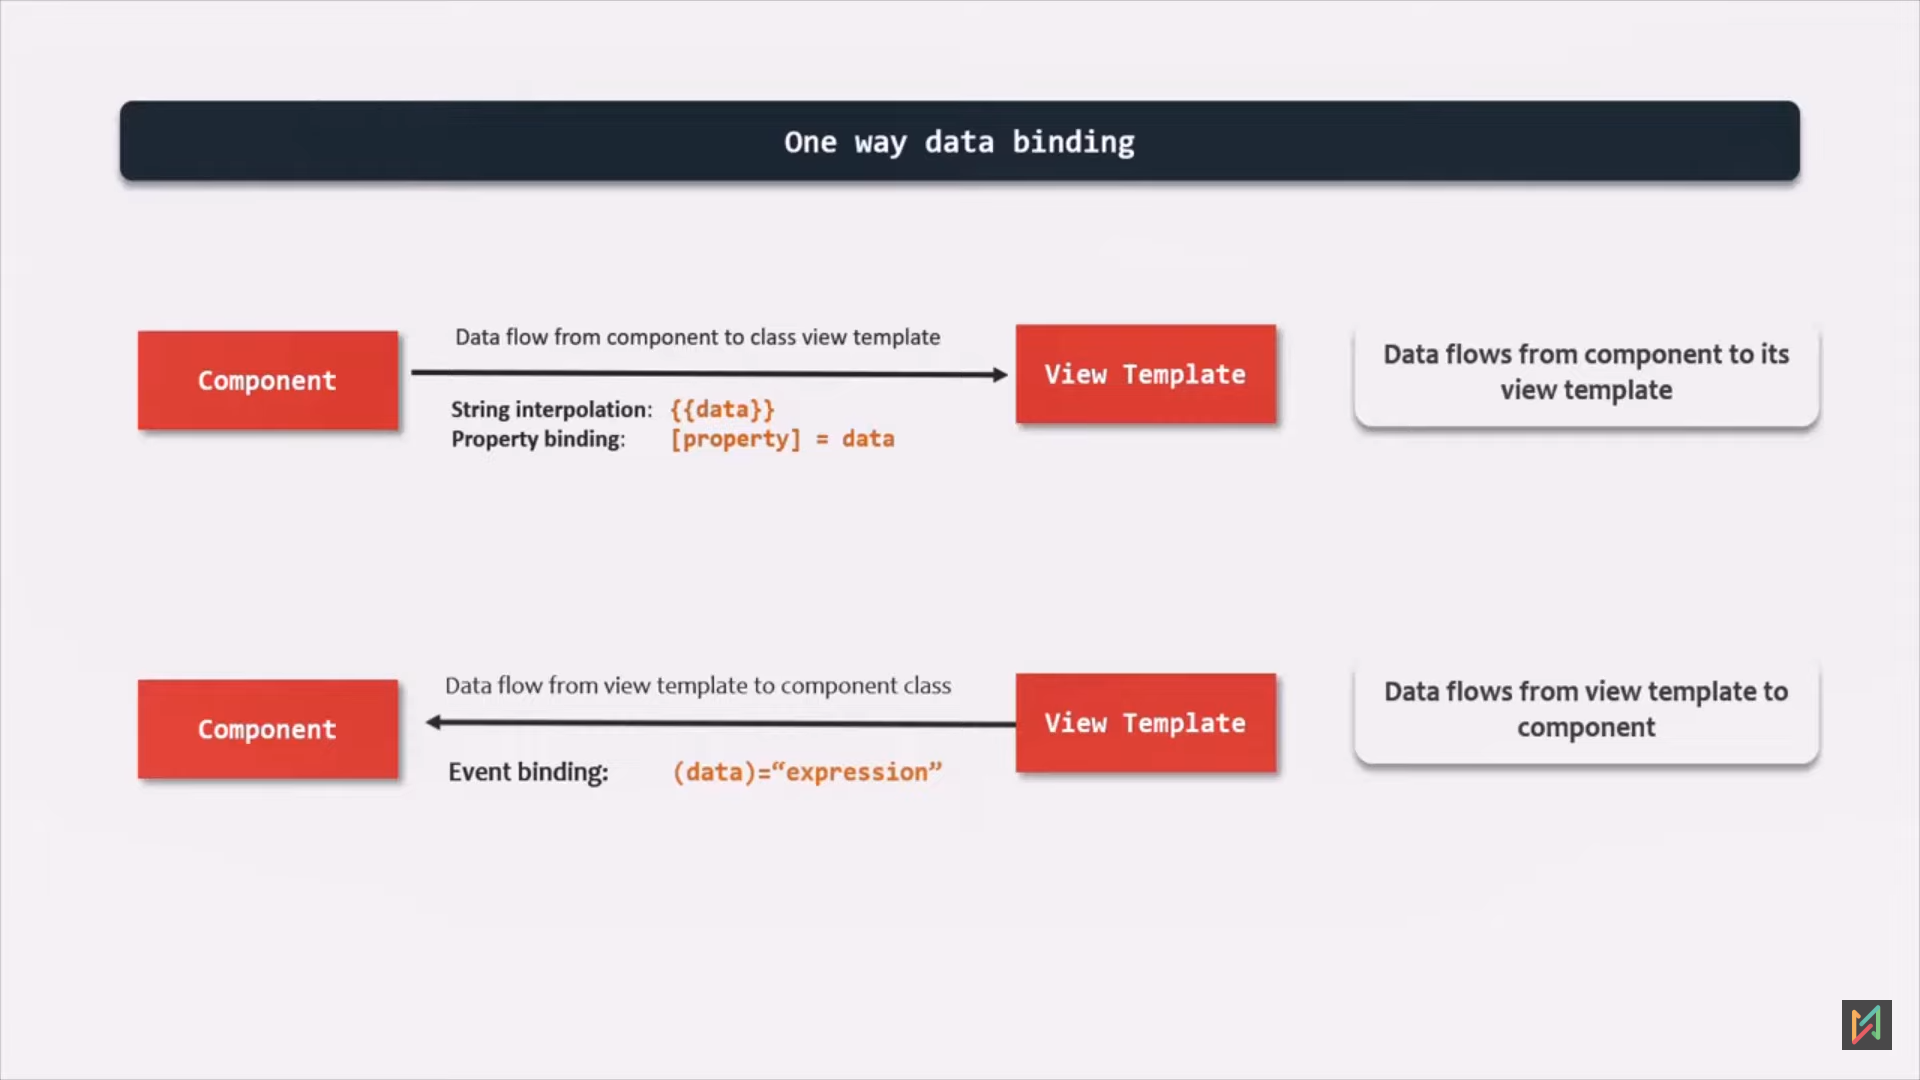 One way data binding
Data flow from component to class view template
Component
View Template
Data flows from component to its
view template
String interpolation: {{data}}
Property binding: [property] = data
Data flow from view template to component class
Component
View Template
Data flows from view template to
component
Event binding: (data)=“expression”